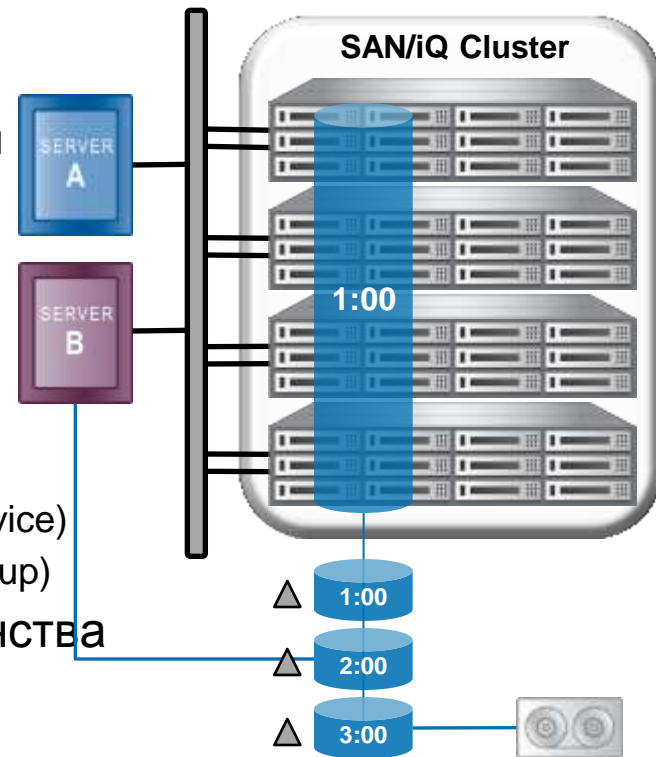 SAN/iQ Cluster
SERVER
A
1:00
SERVER
B
vice)
up)
1:00
нства
2:00
3:00